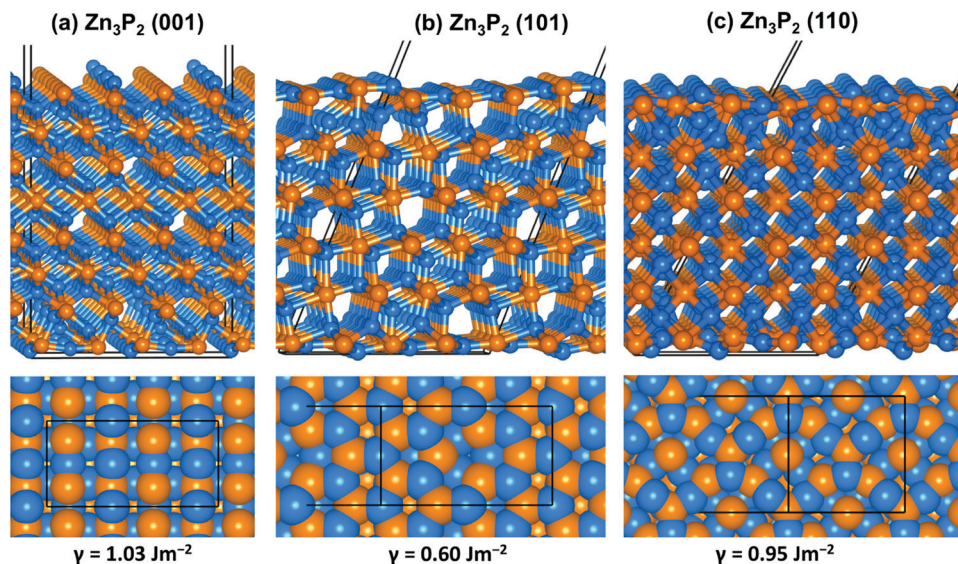 (a) Zn₃P₂ (001)
(b) Zn₃P₂ (101)
(c) Zn₃P₂ (110)
γ = 1.03 Jm⁻²
γ = 0.60 Jm⁻²
γ = 0.95 Jm⁻²